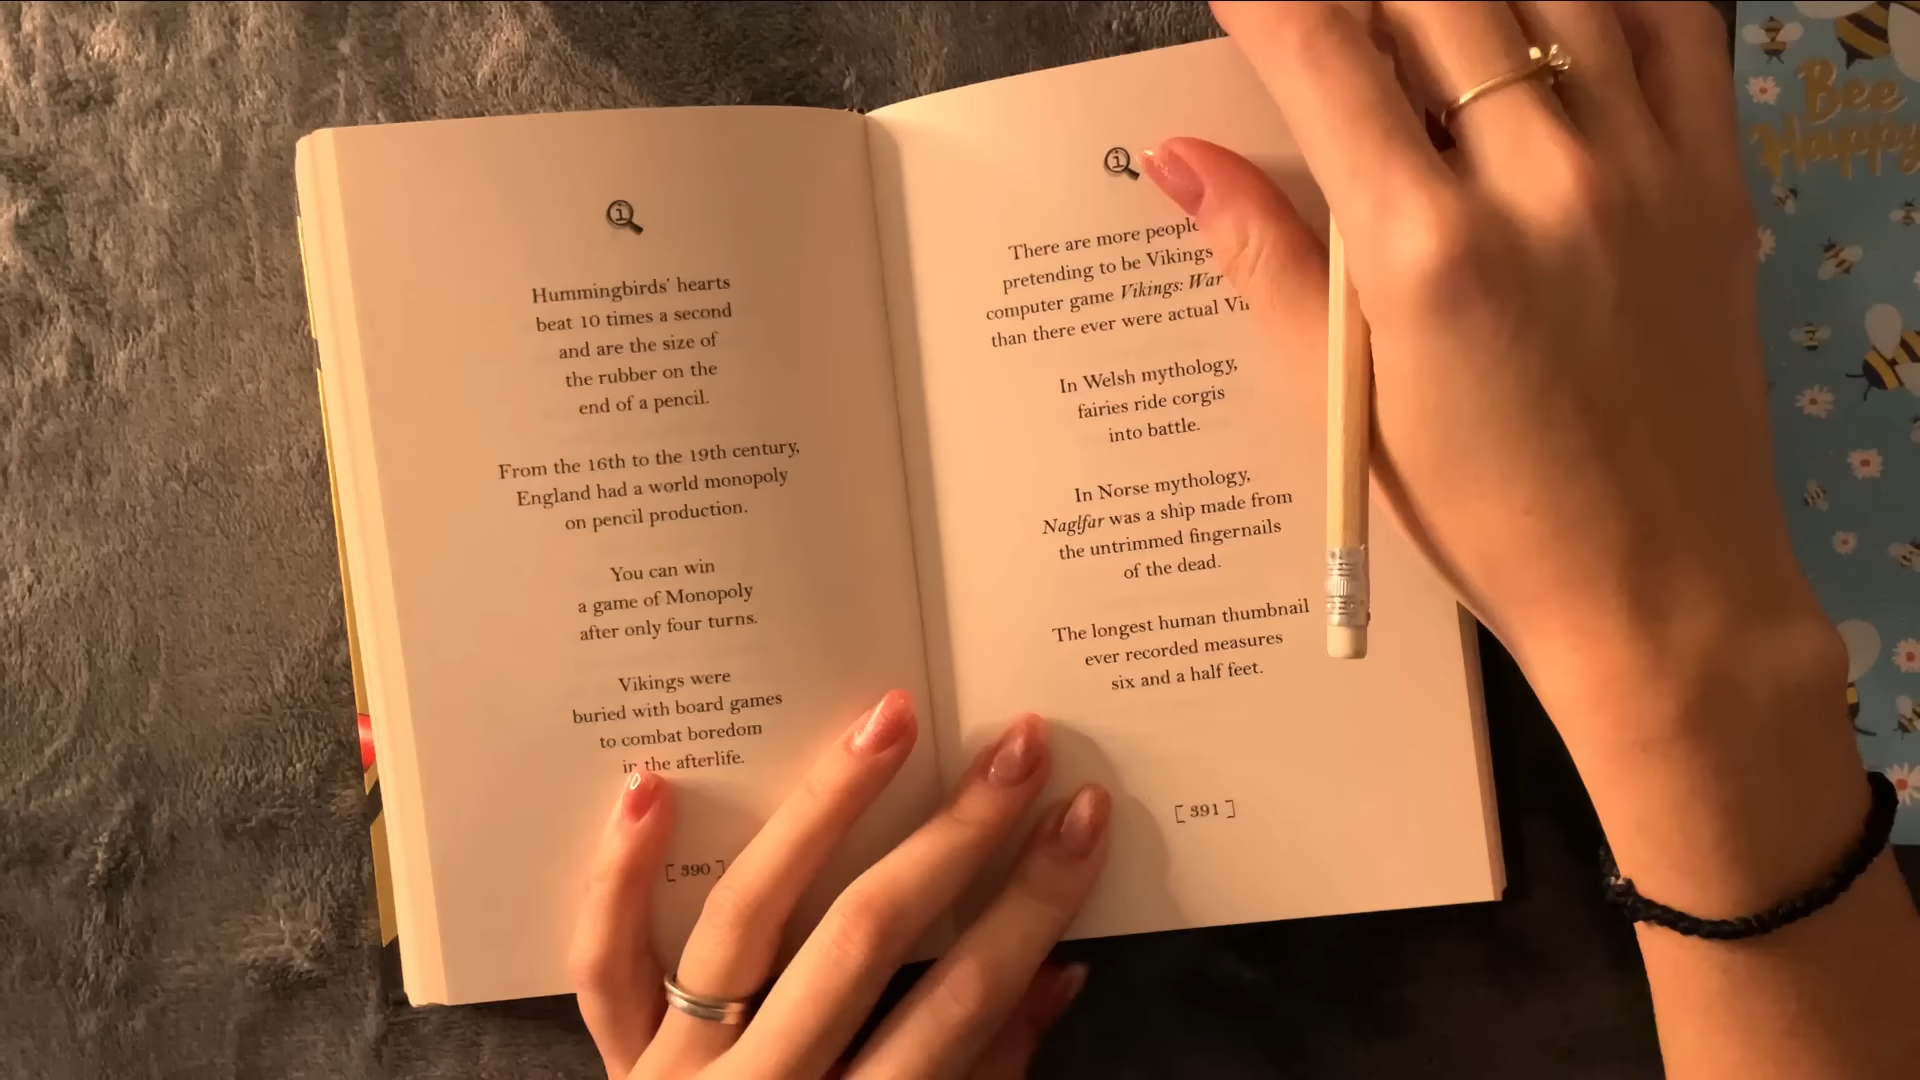 Hummingbirds' hearts
beat 10 times a second
and are the size of
the rubber on the
end of a pencil.
From the 16th to the 19th century,
England had a world monopoly
on pencil production.
You can win
a game of Monopoly
after only four turns.
Vikings were
buried with board games
to combat boredom
in the afterlife.
[ 390 ]
There are more people
pretending to be Vikings
computer game Vikings: War
than there ever were actual
In Welsh mythology,
fairies ride corgis
into battle.
In Norse mythology,
Naglfar was a ship made from
the untrimmed fingernails
of the dead.
The longest human thumbnail
ever recorded measures
six and a half feet.
[ 391 ]
Bee
Happy